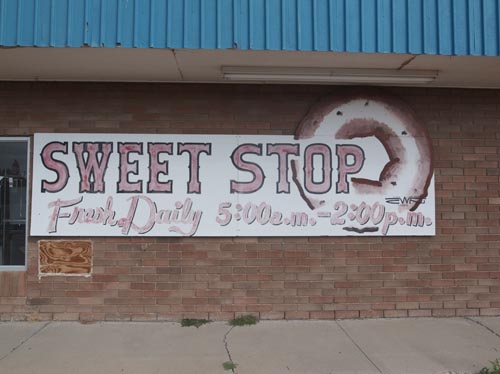 SWEET STOP
Fresh Daily 5:00a.m.-2:00p.m.